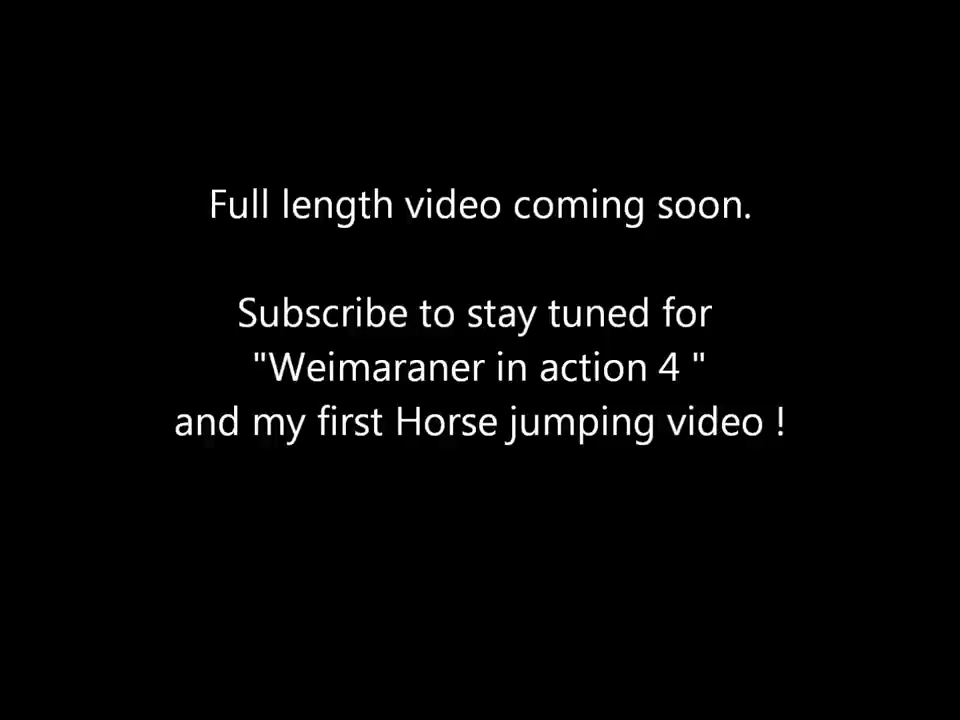 Full length video coming soon.
Subscribe to stay tuned for
"Weimaraner in action 4 "
and my first Horse jumping video !